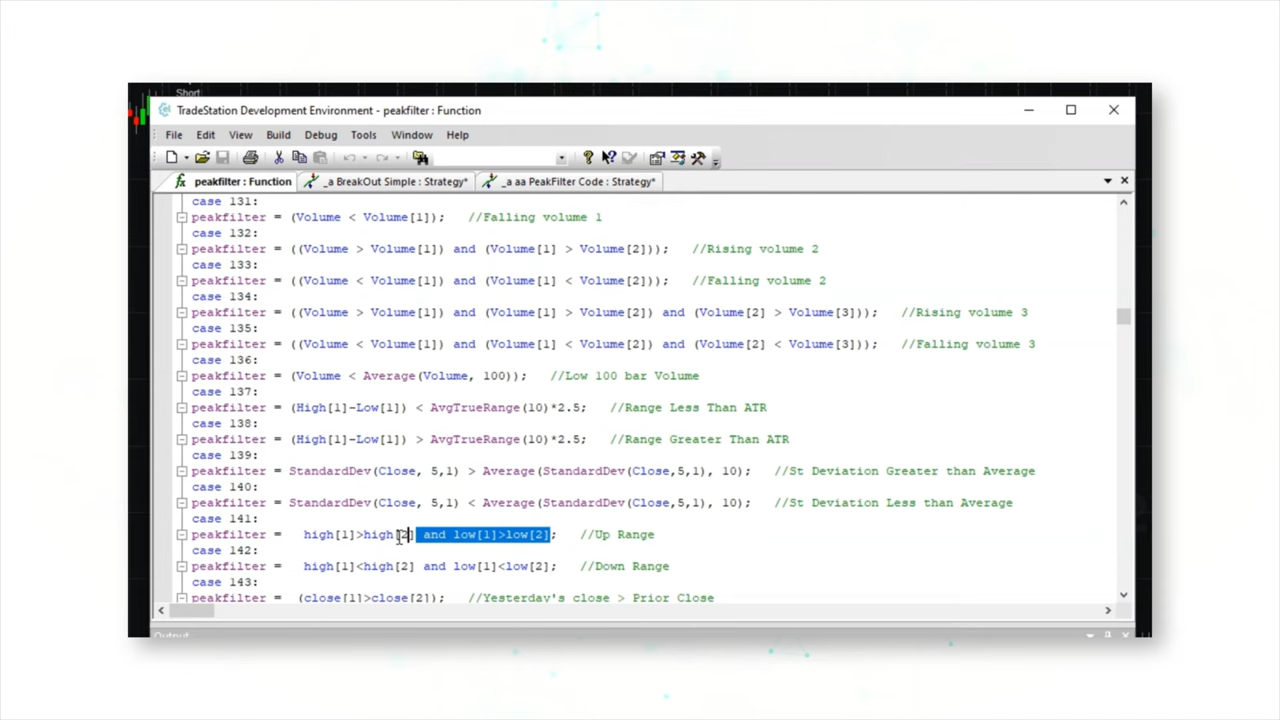 Short
TradeStation Development Environment - peakfilter : Function
File Edit View Build Debug Tools Window Help
peakfilter : Function _a BreakOut Simple : Strategy* _a aa PeakFilter Code : Strategy*
case 131:
peakfilter = (Volume < Volume[1]); //Falling volume 1
case 132:
peakfilter = ((Volume > Volume[1]) and (Volume[1] > Volume[2])); //Rising volume 2
case 133:
peakfilter = ((Volume < Volume[1]) and (Volume[1] < Volume[2])); //Falling volume 2
case 134:
peakfilter = ((Volume > Volume[1]) and (Volume[1] > Volume[2]) and (Volume[2] > Volume[3])); //Rising volume 3
case 135:
peakfilter = ((Volume < Volume[1]) and (Volume[1] < Volume[2]) and (Volume[2] < Volume[3])); //Falling volume 3
case 136:
peakfilter = (Volume < Average(Volume, 100)); //Low 100 bar Volume
case 137:
peakfilter = (High[1]-Low[1]) < AvgTrueRange(10)*2.5; //Range Less Than ATR
case 138:
peakfilter = (High[1]-Low[1]) > AvgTrueRange(10)*2.5; //Range Greater Than ATR
case 139:
peakfilter = StandardDev(Close, 5,1) > Average(StandardDev(Close,5,1), 10); //St Deviation Greater than Average
case 140:
peakfilter = StandardDev(Close, 5,1) < Average(StandardDev(Close,5,1), 10); //St Deviation Less than Average
case 141:
peakfilter = high[1]>high[2] and low[1]>low[2]; //Up Range
case 142:
peakfilter = high[1]<high[2] and low[1]<low[2]; //Down Range
case 143:
peakfilter = (close[1]>close[2]); //Yesterday's close > Prior Close
Output